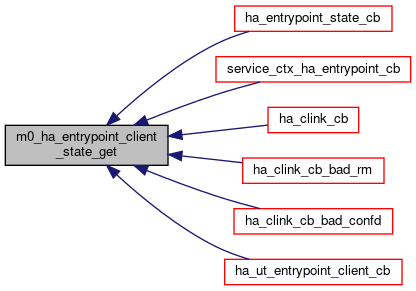 m0_ha_entrypoint_client
_state_get
ha_entrypoint_state_cb
service_ctx_ha_entrypoint_cb
ha_clink_cb
ha_clink_cb_bad_rm
ha_clink_cb_bad_confd
ha_ut_entrypoint_client_cb